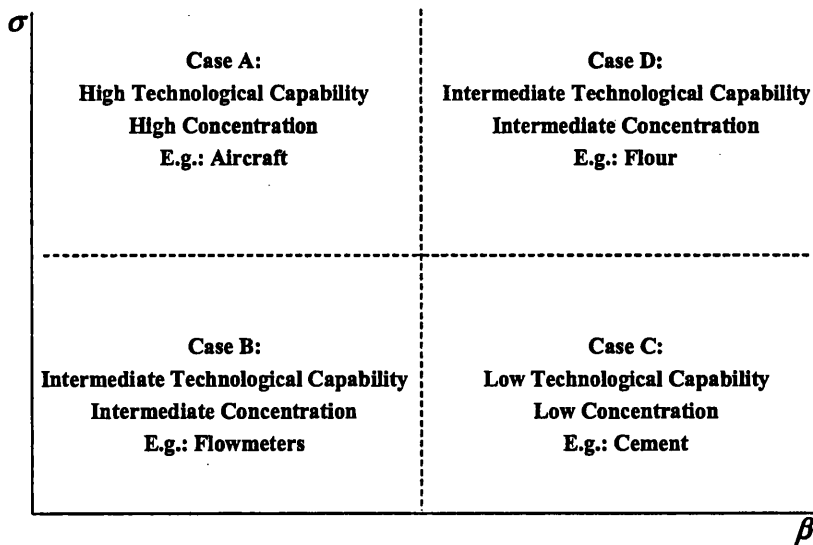 σ
Case A:
High Technological Capability
High Concentration
E.g.: Aircraft
Case D:
Intermediate Technological Capability
Intermediate Concentration
E.g.: Flour
Case B:
Intermediate Technological Capability
Intermediate Concentration
E.g.: Flowmeters
Case C:
Low Technological Capability
Low Concentration
E.g.: Cement
β